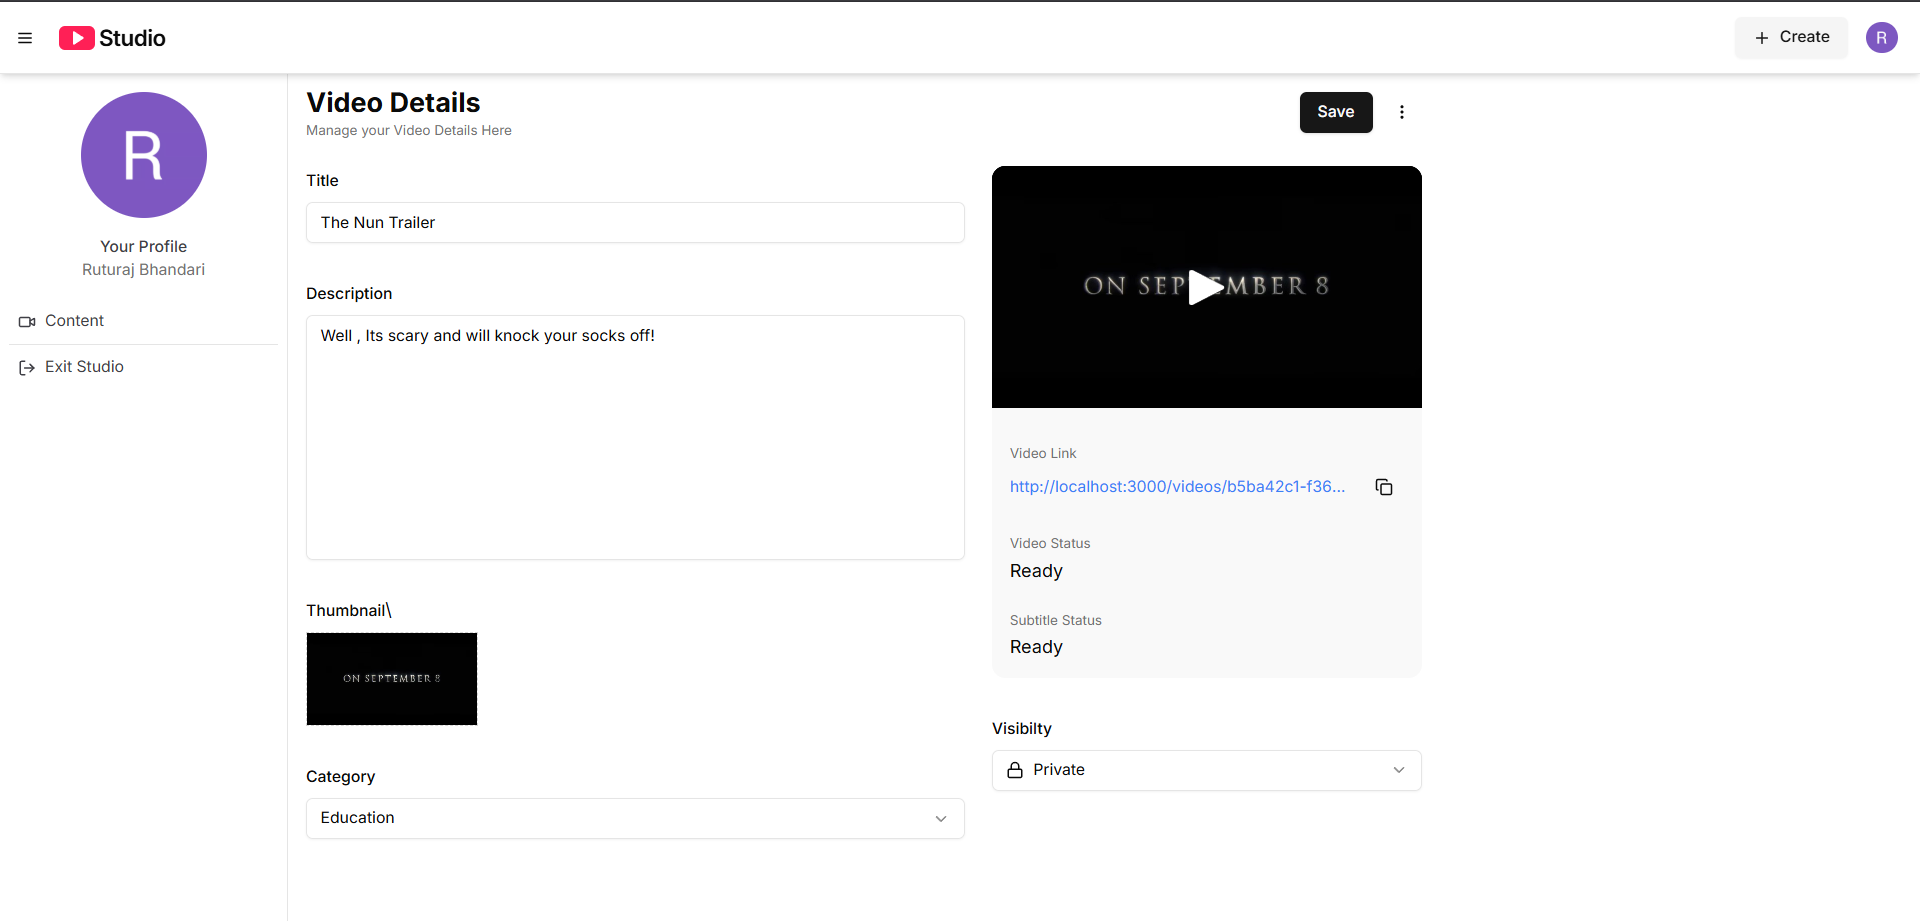 Studio
Create
R
R
Your Profile
Ruturaj Bhandari
Content
Exit Studio
Video Details
Manage your Video Details Here
Save
Title
The Nun Trailer
Description
Well , Its scary and will knock your socks off!
Thumbnail\
ON SEPTEMBER 8
Category
Education
ON SEPTEMBER 8
Video Link
http://localhost:3000/videos/b5ba42c1-f36...
Video Status
Ready
Subtitle Status
Ready
Visibilty
Private